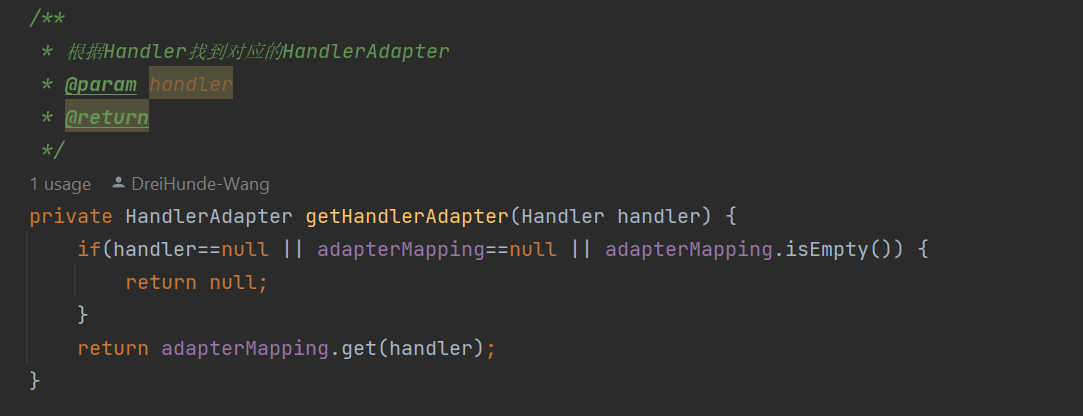 /**
 * 根据Handler找到对应的HandlerAdapter
 * @param handler
 * @return
 */
1 usage DreiHunde-Wang
private HandlerAdapter getHandlerAdapter(Handler handler) {
    if(handler==null || adapterMapping==null || adapterMapping.isEmpty()) {
        return null;
    }
    return adapterMapping.get(handler);
}